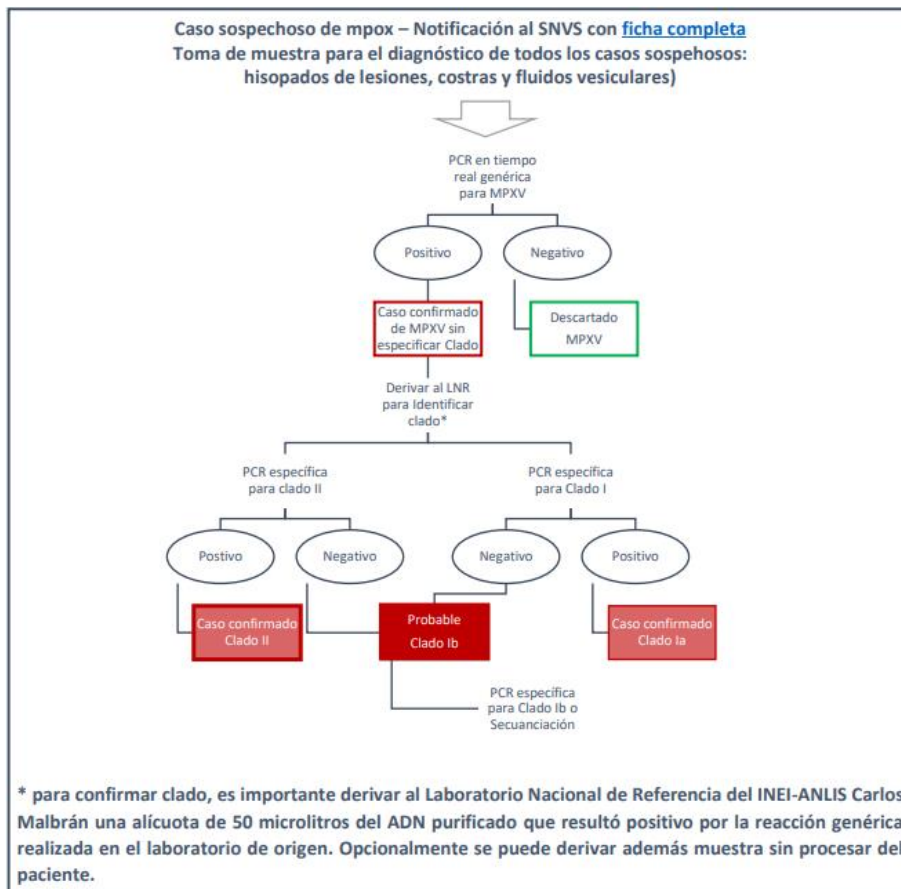 Caso sospechoso de mpox – Notificación al SNVS con ficha completa
Toma de muestra para el diagnóstico de todos los casos sospehosos:
hisopados de lesiones, costras y fluidos vesiculares)
PCR en tiempo
real genérica
para MPXV
Positivo
Negativo
Caso confirmado
de MPXV sin
especificar Clado
Descartado
MPXV
Derivar al LNR
para Identificar
clado*
PCR específica
para clado II
PCR específica
para Clado I
Postivo
Negativo
Negativo
Positivo
Caso confirmado
Clado II
Probable
Clado Ib
Caso confirmado
Clado Ia
PCR específica
para Clado Ib o
Secuanciación
* para confirmar clado, es importante derivar al Laboratorio Nacional de Referencia del INEI-ANLIS Carlos
Malbrán una alícuota de 50 microlitros del ADN purificado que resultó positivo por la reacción genérica
realizada en el laboratorio de origen. Opcionalmente se puede derivar además muestra sin procesar del
paciente.